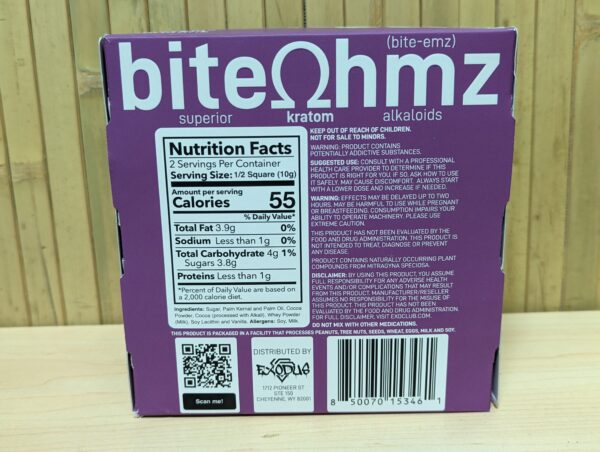 (bite-emz)
biteΩhmz
superior kratom alkaloids
Nutrition Facts
2 Servings Per Container
Serving Size: 1/2 Square (10g)
Amount per serving
Calories 55
% Daily Value*
Total Fat 3.9g 0%
Sodium Less than 1g 0%
Total Carbohydrate 4g 1%
Sugars 3.8g
Proteins Less than 1g
*Percent of Daily Value are based on
a 2,000 calorie diet.
Ingredients: Sugar, Palm Kernal and Palm Oil, Cocoa
Powder, Cocoa (processed with Alkali), Whey Powder
(Milk), Soy Lecithin and Vanilla. Allergens: Soy, Milk.
KEEP OUT OF REACH OF CHILDREN.
NOT FOR SALE TO MINORS.
WARNING: PRODUCT CONTAINS
POTENTIALLY ADDICTIVE SUBSTANCES.
SUGGESTED USE: CONSULT WITH A PROFESSIONAL
HEALTH CARE PROVIDER TO DETERMINE IF THIS
PRODUCT IS RIGHT FOR YOU. IF SO, ASK HOW TO USE
IT SAFELY. MAY CAUSE DISCOMFORT. ALWAYS START
WITH A LOWER DOSE AND INCREASE IF NEEDED.
WARNING: EFFECTS MAY BE DELAYED UP TO TWO
HOURS. MAY BE HARMFUL TO USE WHILE PREGNANT
OR BREASTFEEDING. CONSUMPTION IMPAIRS YOUR
ABILITY TO OPERATE MACHINERY. PLEASE USE
EXTREME CAUTION.
THIS PRODUCT HAS NOT BEEN EVALUATED BY THE
FOOD AND DRUG ADMINISTRATION. THIS PRODUCT IS
NOT INTENDED TO TREAT, DIAGNOSE OR PREVENT
ANY DISEASE.
PRODUCT CONTAINS NATURALLY OCCURRING PLANT
COMPOUNDS FROM MITRAGYNA SPECIOSA.
DISCLAIMER: BY USING THIS PRODUCT, YOU ASSUME
FULL RESPONSIBILITY FOR ANY ADVERSE HEALTH
EVENTS AND/OR COMPLICATIONS THAT MAY RESULT
FROM THIS PRODUCT. MANUFACTURER/RESELLER
ASSUMES NO RESPONSIBILITY FOR THE MISUSE OF
THIS PRODUCT. THIS PRODUCT HAS NOT BEEN
EVALUATED BY THE FOOD AND DRUG ADMINISTRATION.
FOR FULL DISCLAIMER, VISIT EXOCLUB.COM.
DO NOT MIX WITH OTHER MEDICATIONS.
THIS PRODUCT IS PACKAGED IN A FACILITY THAT PROCESSES PEANUTS, TREE NUTS, SEEDS, WHEAT, EGGS, MILK AND SOY.
Scan me!
DISTRIBUTED BY
EXODUS
1712 PIONEER ST
STE 155
CHEYENNE, WY 82001
8 50070 15346 1